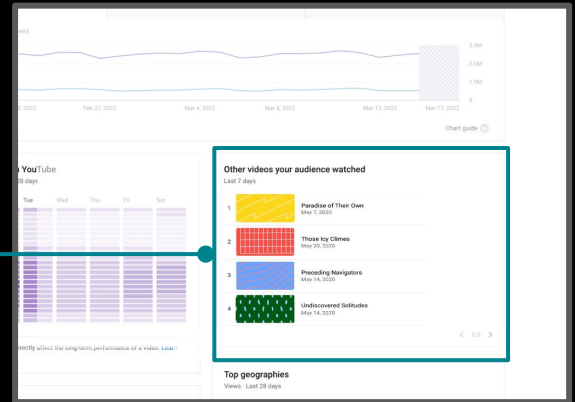 3.0M
2.0M
1.0M
0
Feb 27, 2022
Mar 4, 2022
Mar 8, 2022
Mar 13, 2022
Mar 17, 2022
Chart guide
YouTube
28 days
Tue Wed Thu Fri Sat
directly affect the long-term performance of a video. Learn
Other videos your audience watched
Last 7 days
1 Paradise of Their Own
May 7, 2020
2 Those Icy Climes
3 Preceding Navigators
May 14, 2020
4 Undiscovered Solitudes
May 14, 2020
1/3
Top geographies
Views · Last 28 days